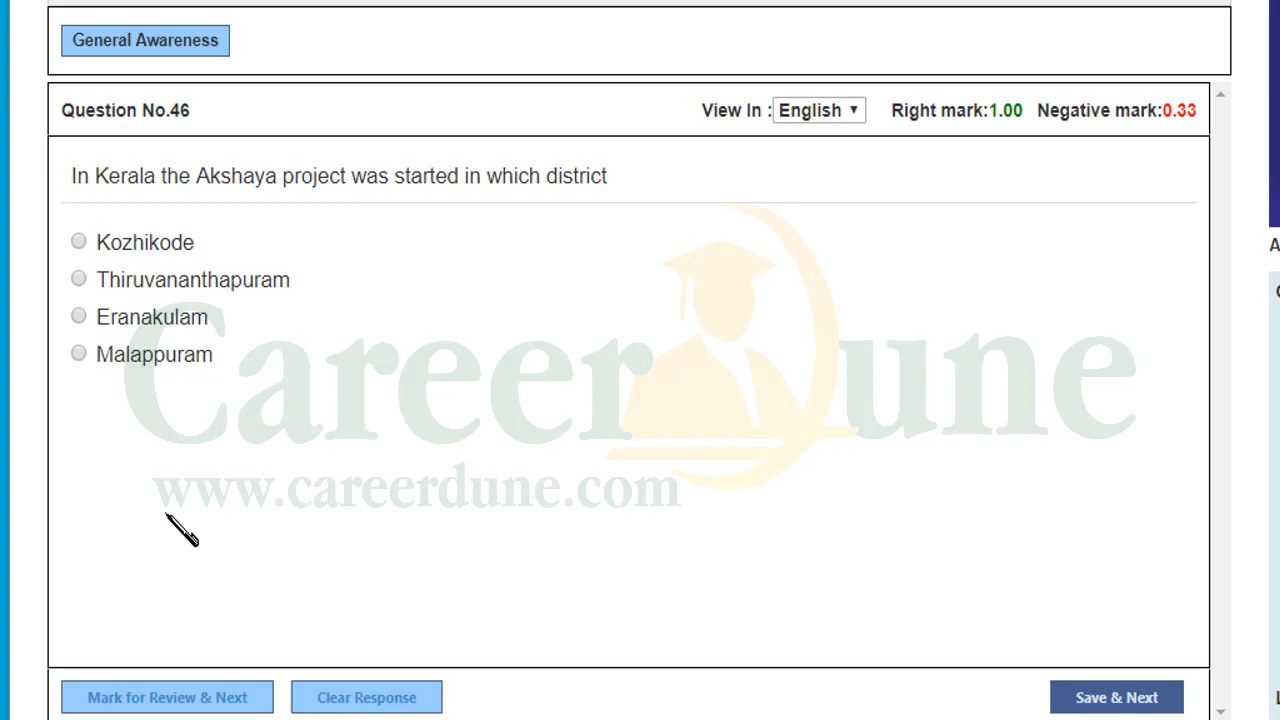 General Awareness
Question No.46 View In : English ▼ Right mark:1.00 Negative mark:0.33
In Kerala the Akshaya project was started in which district
Kozhikode
Thiruvananthapuram
Eranakulam
Malappuram
CareerDune
www.careerdune.com
Mark for Review & Next Clear Response Save & Next